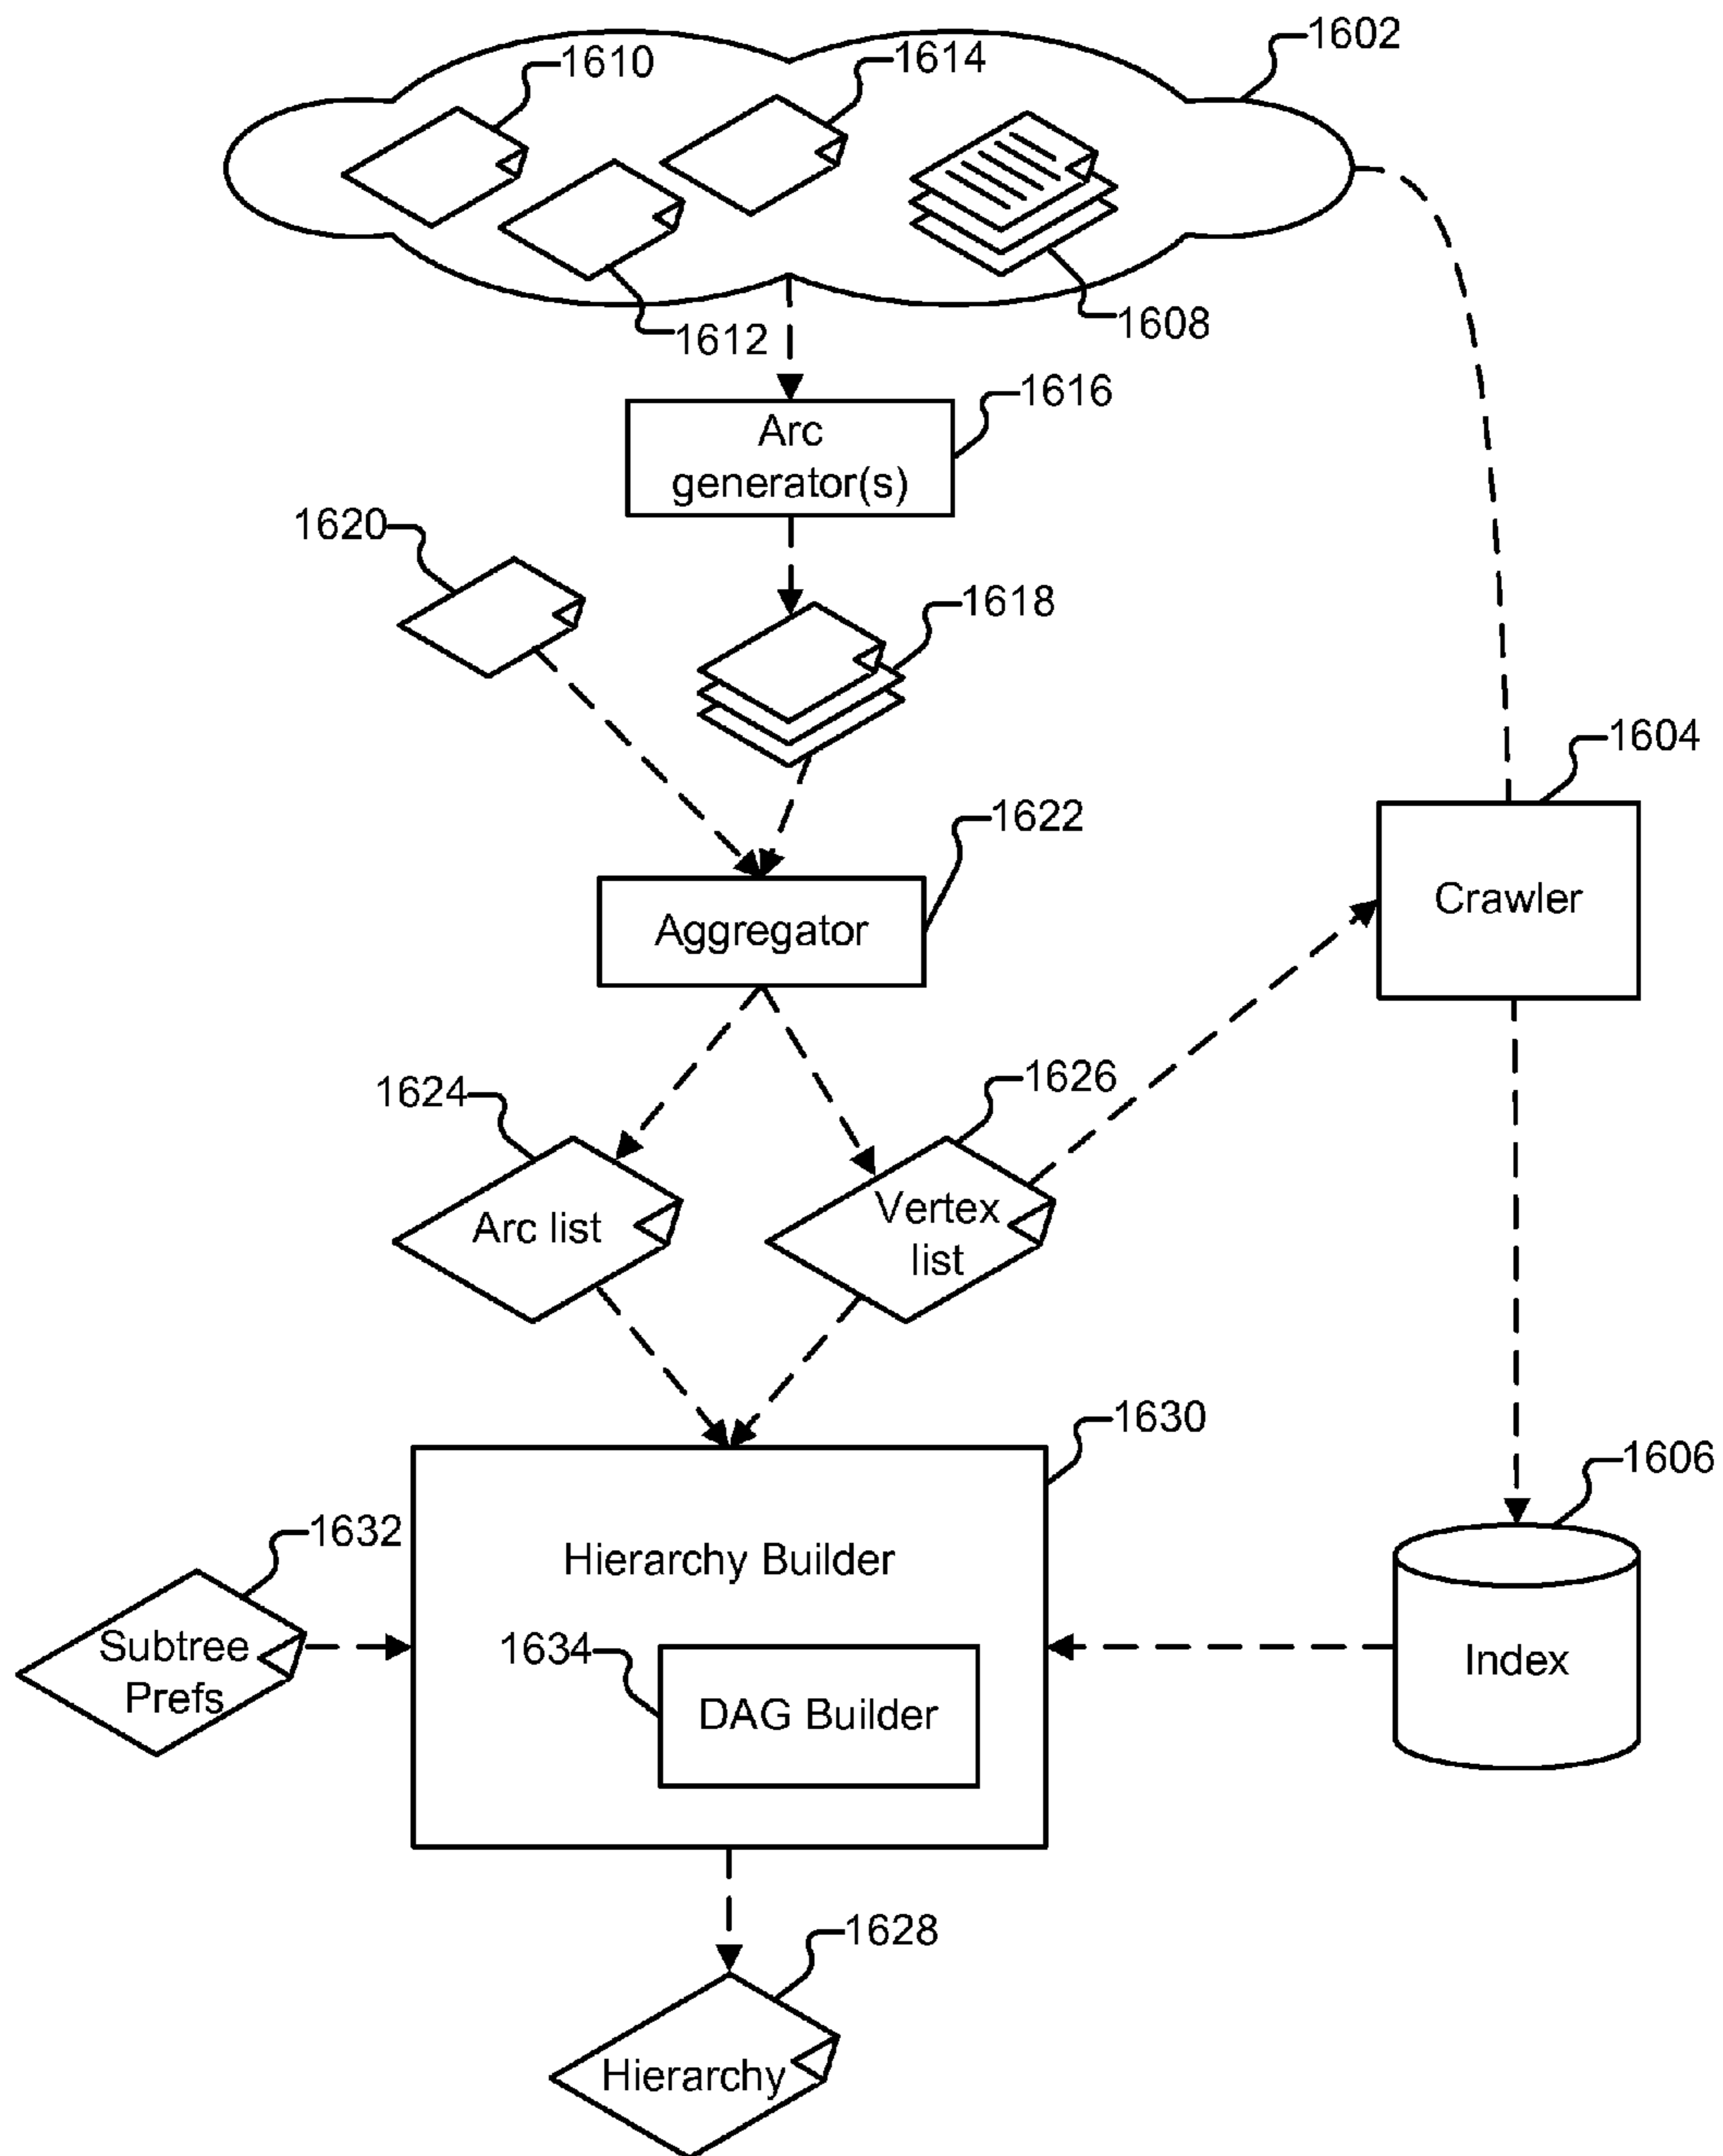 1602
1610
1614
1612
1608
1616
Arc
generator(s)
1620
1618
1604
1622
Crawler
Aggregator
1624
1626
Arc list
Vertex
list
1630
1606
1632
Hierarchy Builder
Subtree
Prefs
1634
DAG Builder
Index
1628
Hierarchy